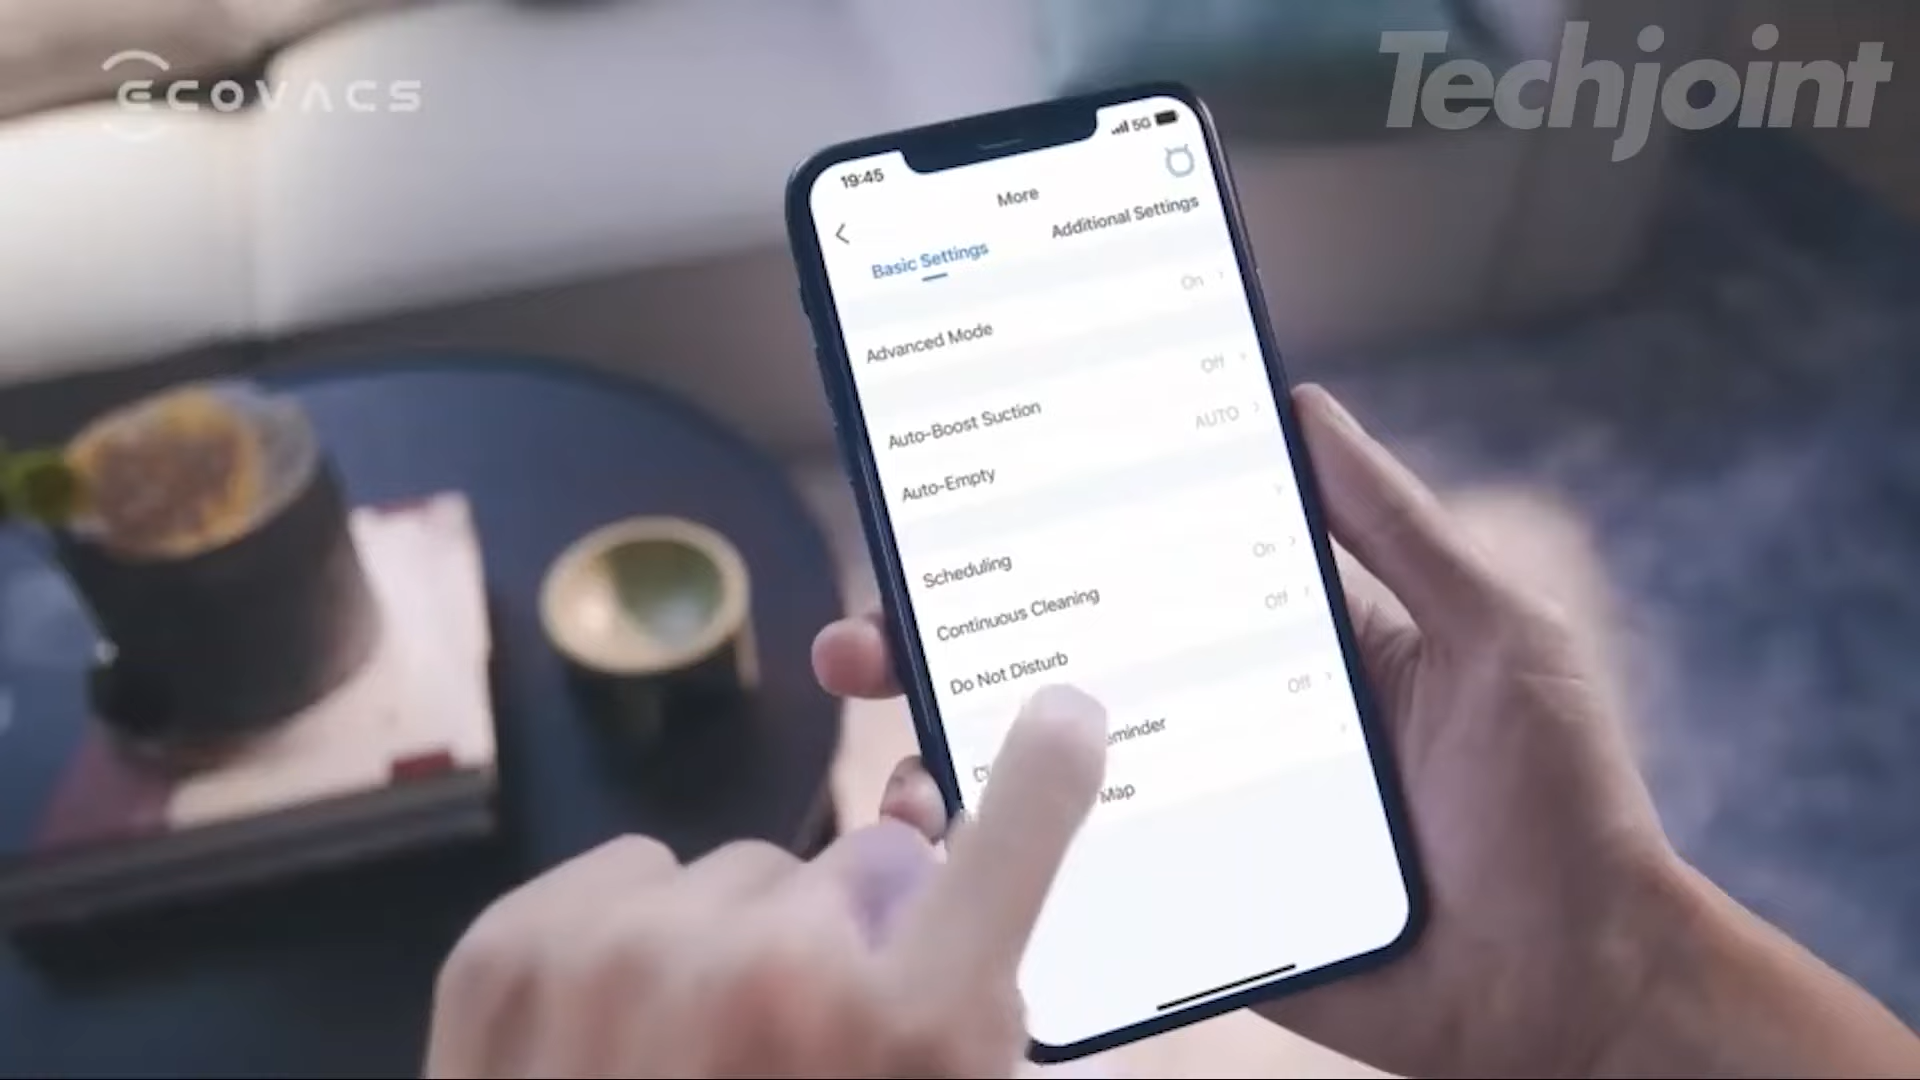 ECOVACS
Techjoint
19:45
5G
More
Basic Settings
Additional Settings
Advanced Mode
On
Auto-Boost Suction
Off
Auto-Empty
AUTO
Scheduling
Continuous Cleaning
On
Do Not Disturb
Off
eminder
Off
Map